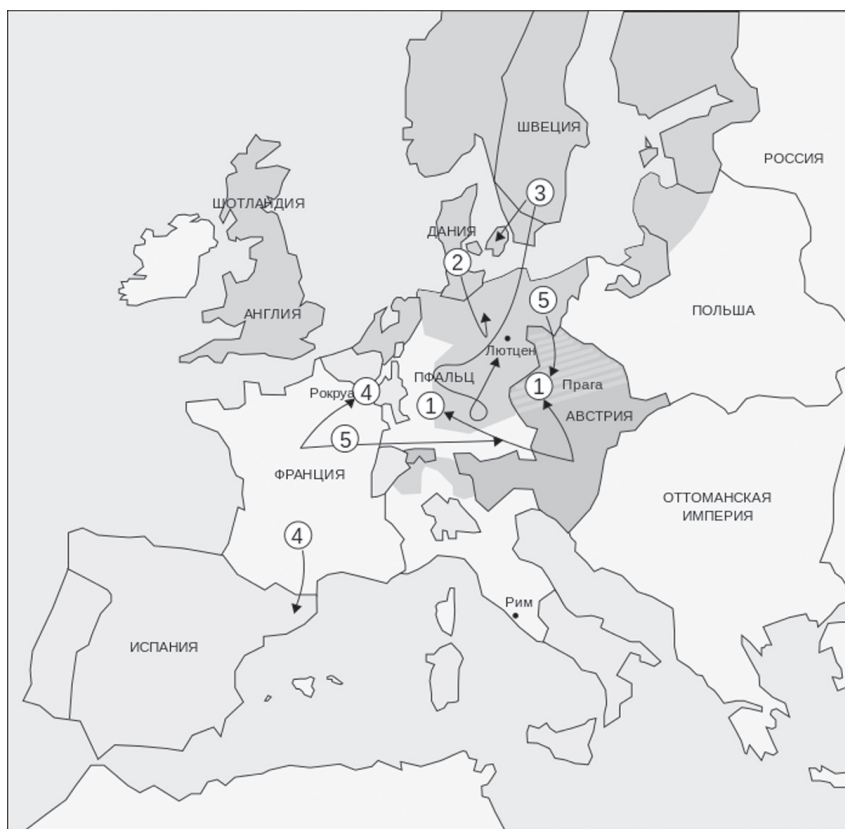 ШВЕЦИЯ
РОССИЯ
3
ШОТЛАНДИЯ
ДАНИЯ
2
5
АНГЛИЯ
ПОЛЬША
Лютцен
ПФАЛЬЦ
Рокруа
4
1
1
Прага
АВСТРИЯ
5
ФРАНЦИЯ
ОТТОМАНСКАЯ
ИМПЕРИЯ
4
Рим
ИСПАНИЯ